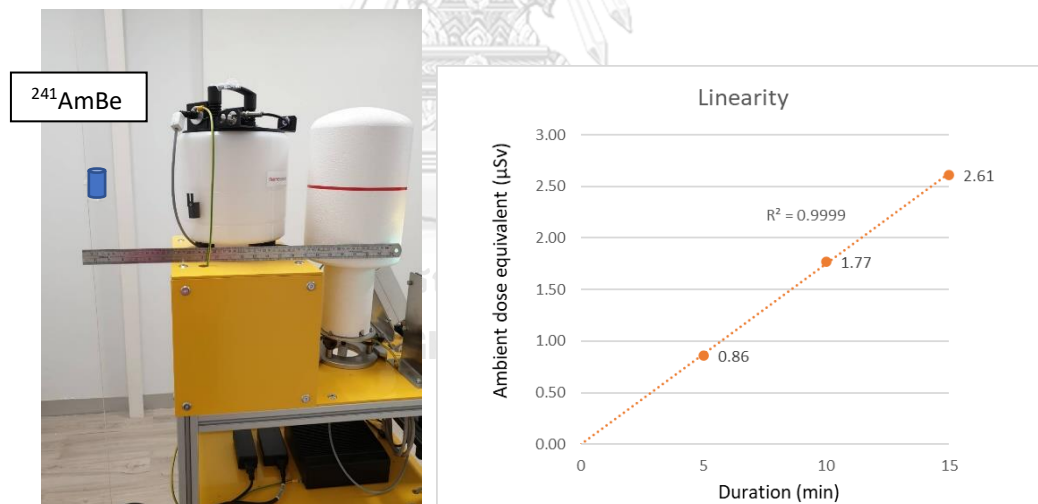 ²⁴¹AmBe
Linearity
Ambient dose equivalent (µSv)
3.00
2.50
2.00
1.50
1.00
0.50
0.00
R² = 0.9999
2.61
1.77
0.86
0
5
10
15
Duration (min)